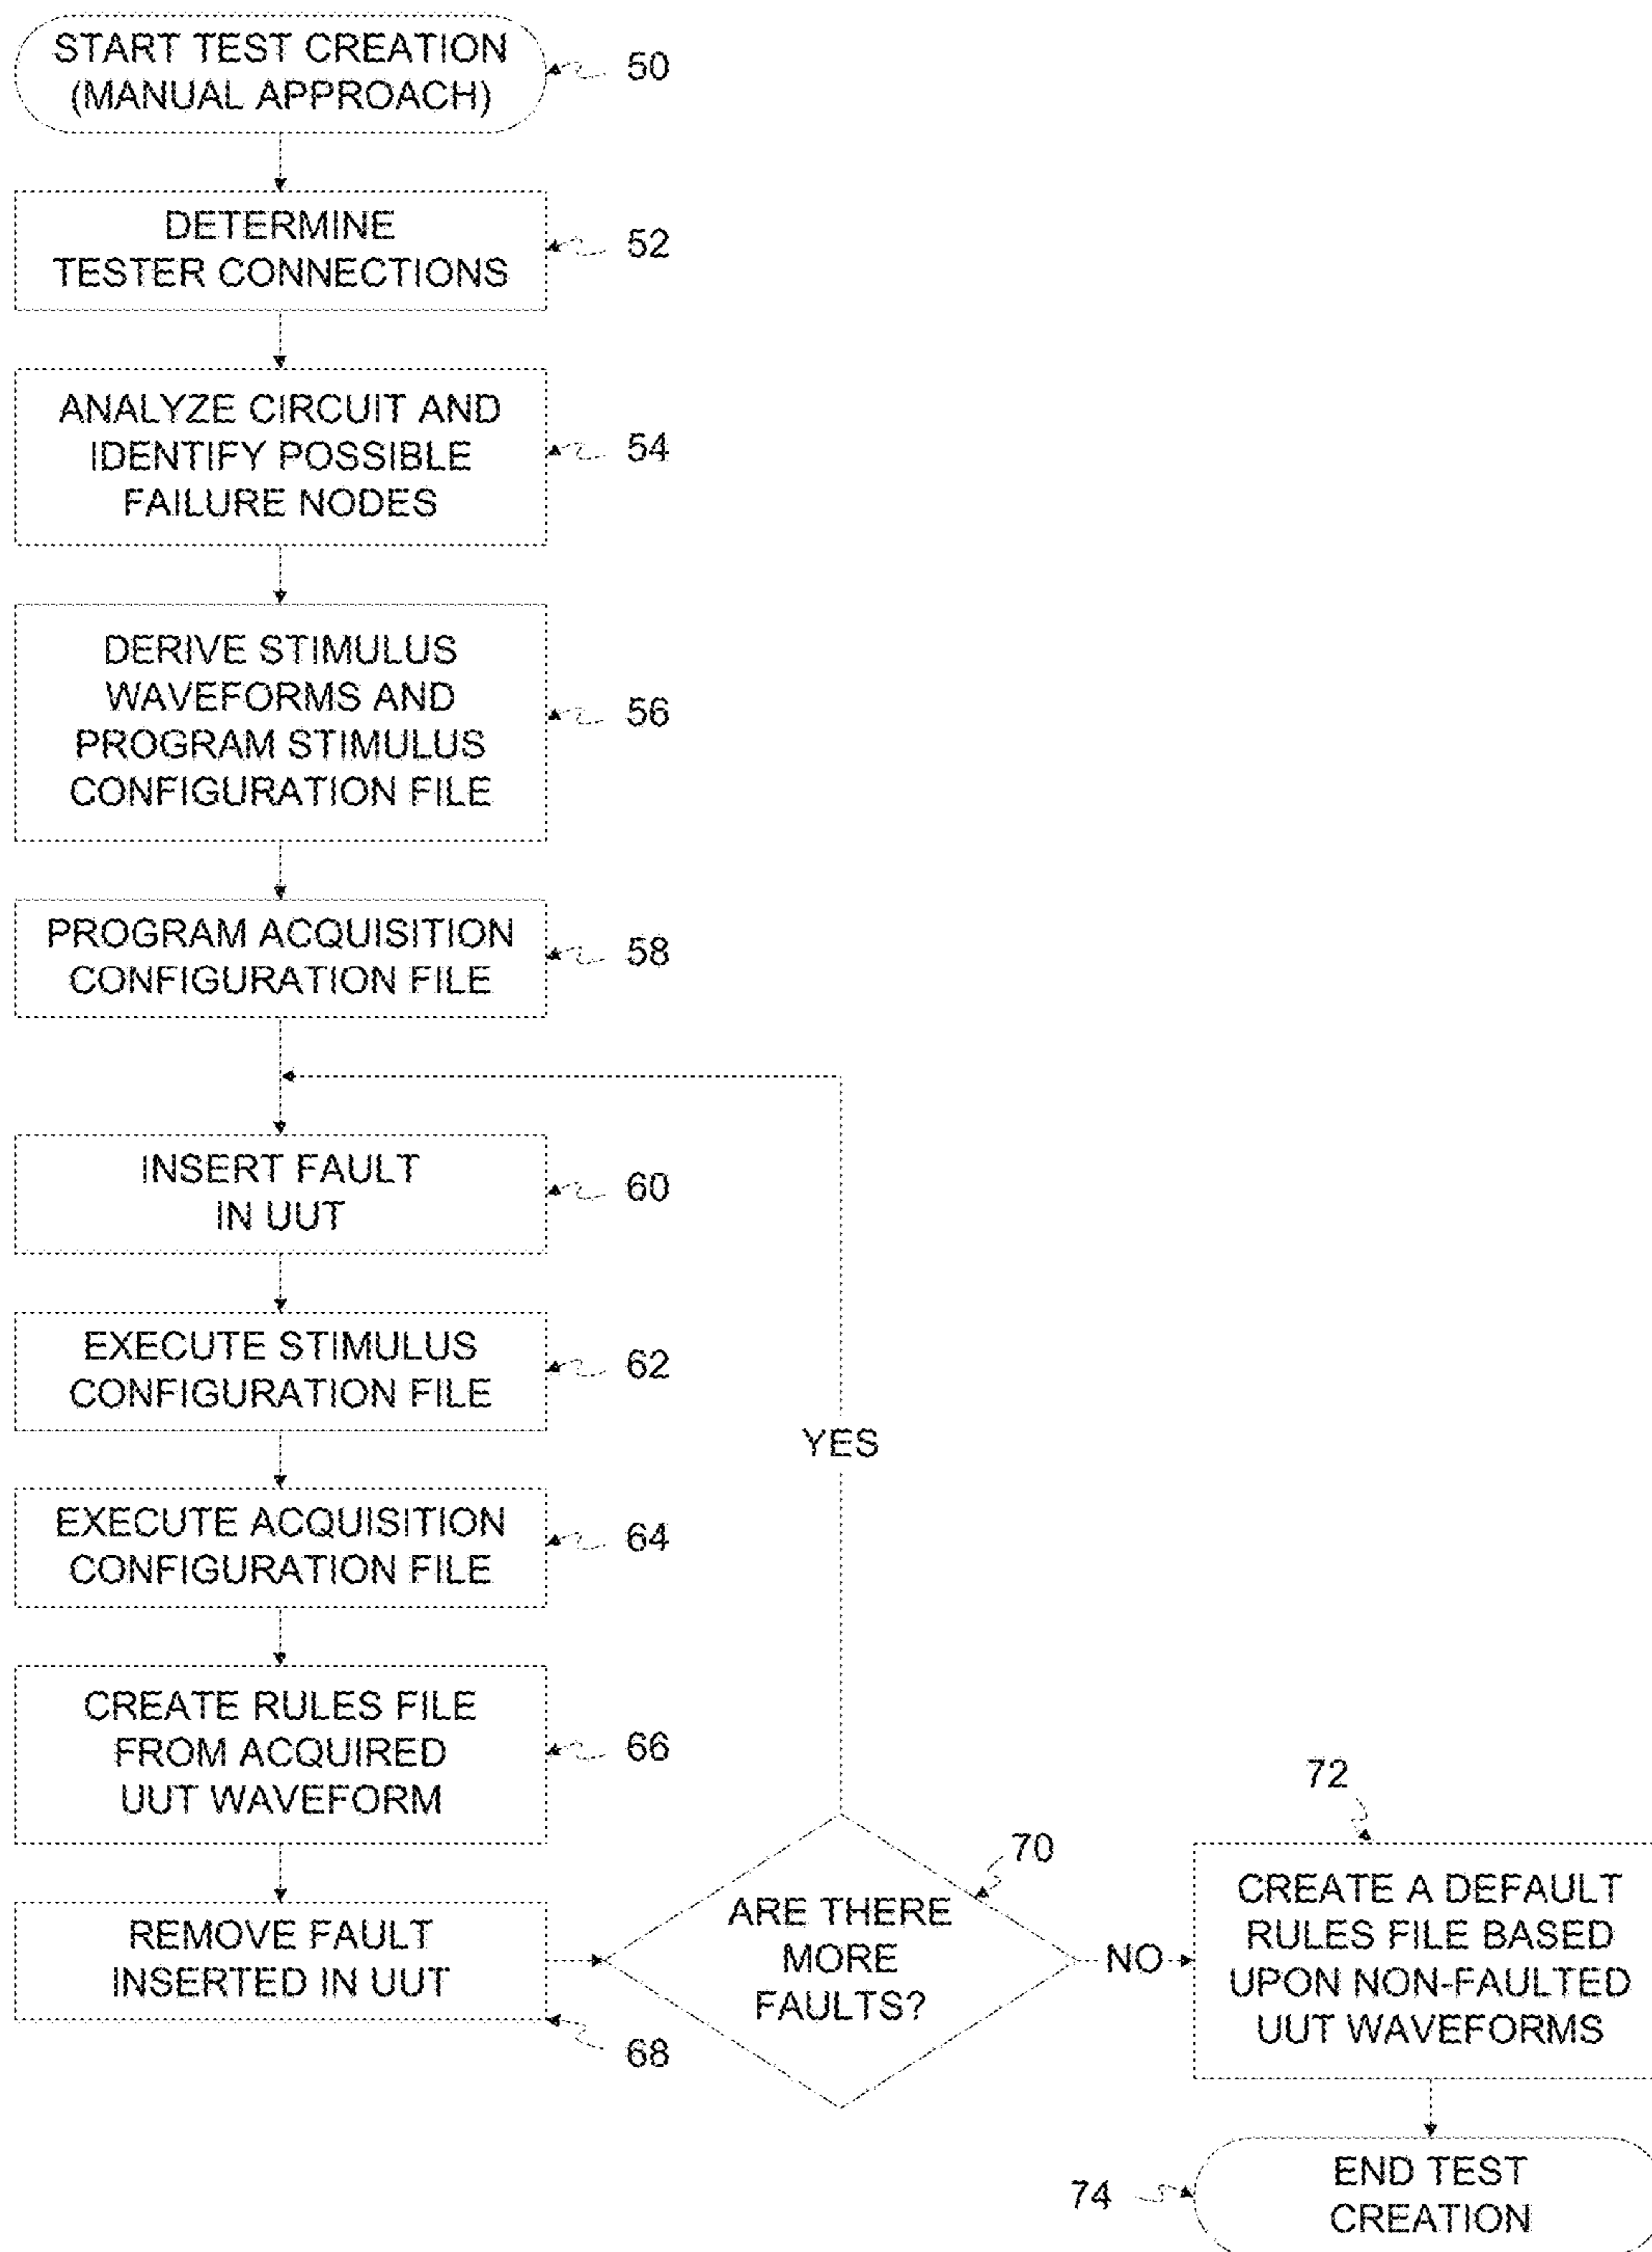 START TEST CREATION
(MANUAL APPROACH)
50
DETERMINE
TESTER CONNECTIONS
52
ANALYZE CIRCUIT AND
IDENTIFY POSSIBLE
FAILURE NODES
54
DERIVE STIMULUS
WAVEFORMS AND
PROGRAM STIMULUS
CONFIGURATION FILE
56
PROGRAM ACQUISITION
CONFIGURATION FILE
58
INSERT FAULT
IN UUT
60
EXECUTE STIMULUS
CONFIGURATION FILE
62
YES
EXECUTE ACQUISITION
CONFIGURATION FILE
64
CREATE RULES FILE
FROM ACQUIRED
UUT WAVEFORM
66
REMOVE FAULT
INSERTED IN UUT
68
ARE THERE
MORE
FAULTS?
70
NO
72
CREATE A DEFAULT
RULES FILE BASED
UPON NON-FAULTED
UUT WAVEFORMS
74
END TEST
CREATION